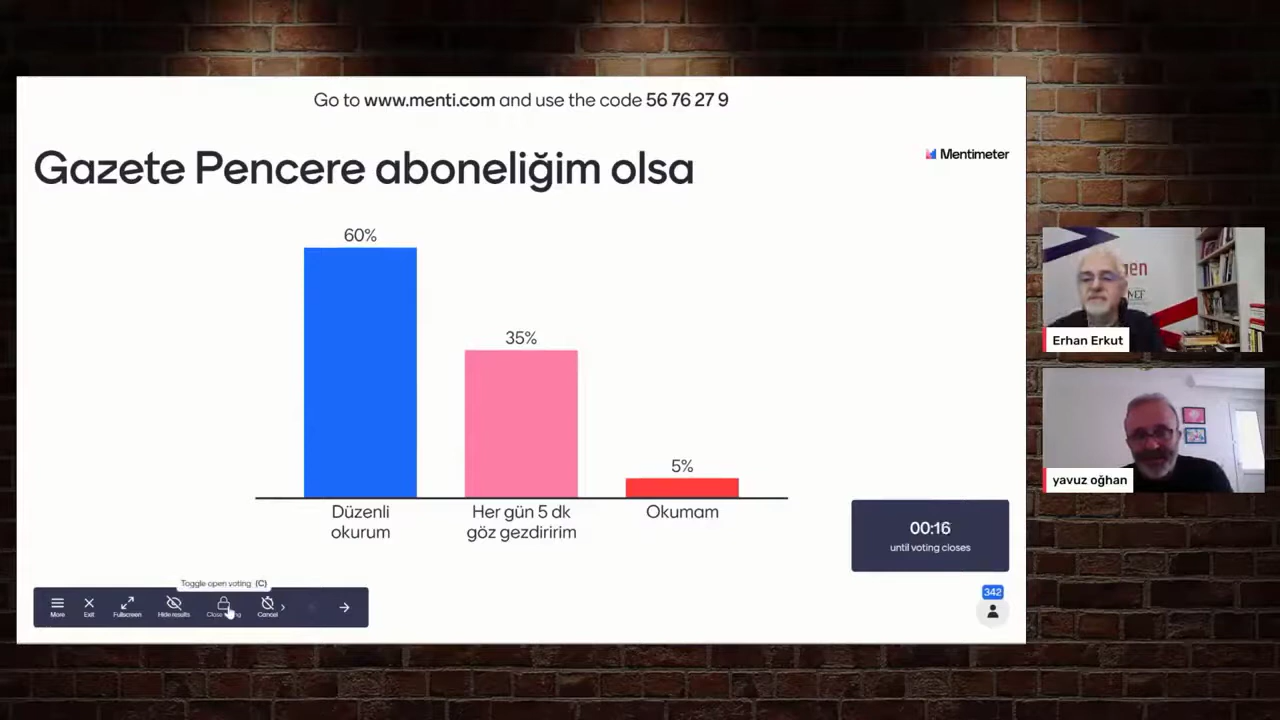 Go to www.menti.com and use the code 56 76 27 9
Gazete Pencere aboneliğim olsa
Mentimeter
60%
35%
5%
Düzenli
okurum
Her gün 5 dk
göz gezdiririm
Okumam
00:16
until voting closes
342
Toggle open voting (C)
More
Exit
Fullscreen
Hide results
Cancel
gen
MEF
Erhan Erkut
yavuz oğhan